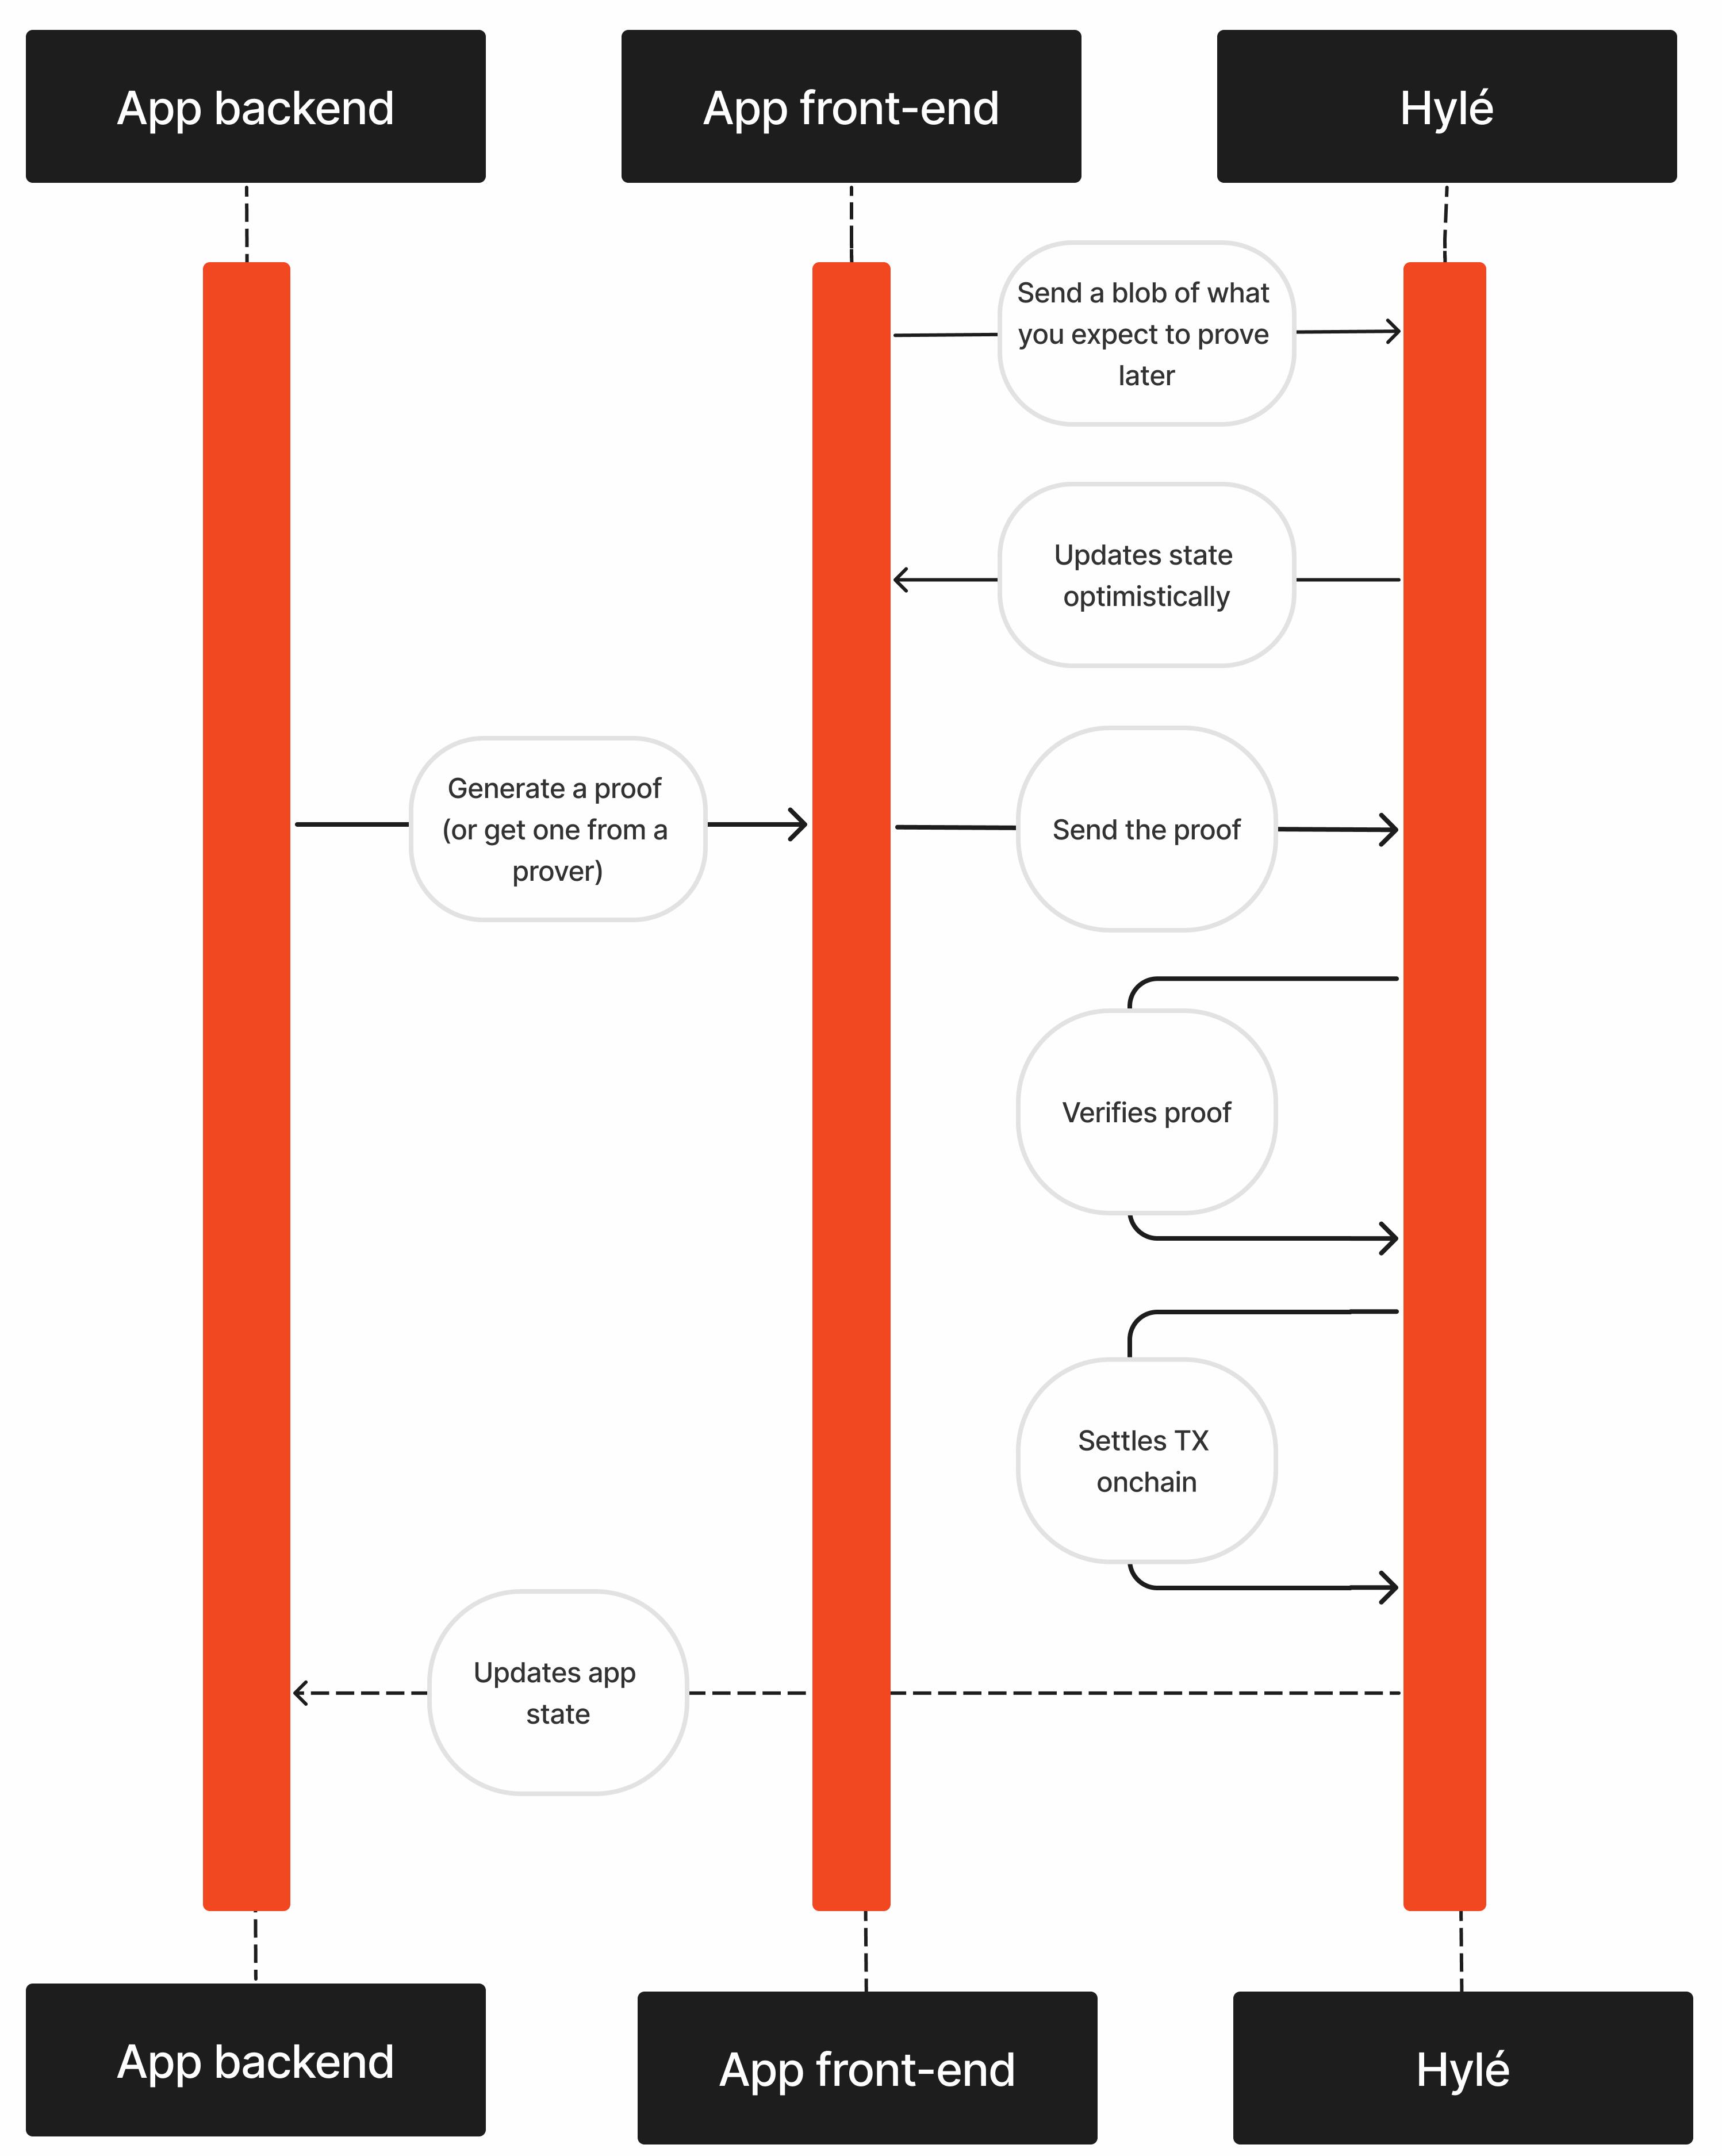 App backend
App front-end
Hylé
Send a blob of what
you expect to prove
later
Updates state
optimistically
Generate a proof
(or get one from a
prover)
Send the proof
Verifies proof
Settles TX
onchain
Updates app
state
App backend
App front-end
Hylé